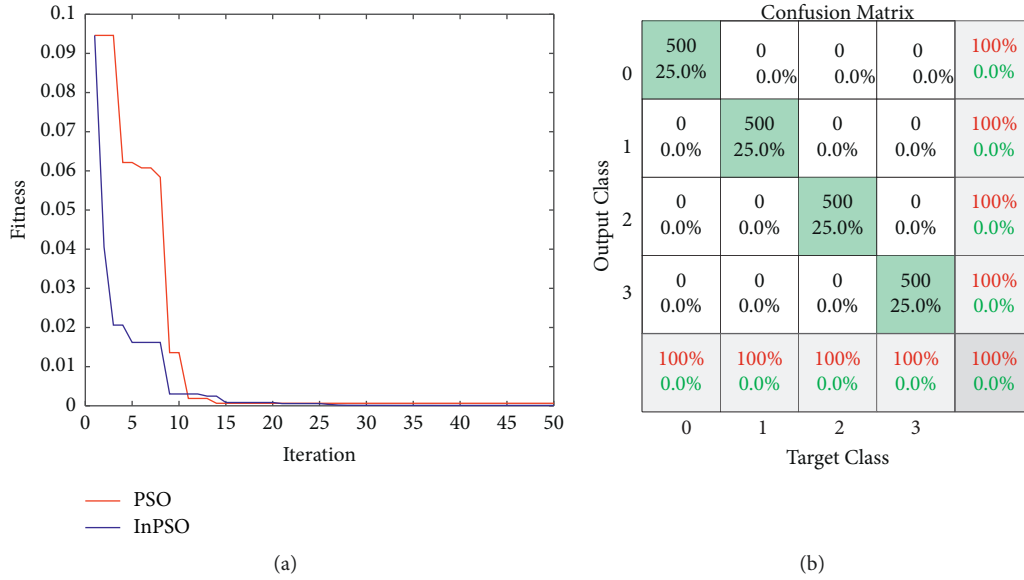 0.1
0.09
0.08
0.07
0.06
0.05
0.04
0.03
0.02
0.01
0
Fitness
0 5 10 15 20 25 30 35 40 45 50
Iteration
PSO
InPSO
(a)
Confusion Matrix
Output Class
0
500 0 0 0 100%
25.0% 0.0% 0.0% 0.0% 0.0%
1
0 500 0 0 100%
0.0% 25.0% 0.0% 0.0% 0.0%
2
0 0 500 0 100%
0.0% 0.0% 25.0% 0.0% 0.0%
3
0 0 0 500 100%
0.0% 0.0% 0.0% 25.0% 0.0%
100% 100% 100% 100% 100%
0.0% 0.0% 0.0% 0.0% 0.0%
0 1 2 3
Target Class
(b)